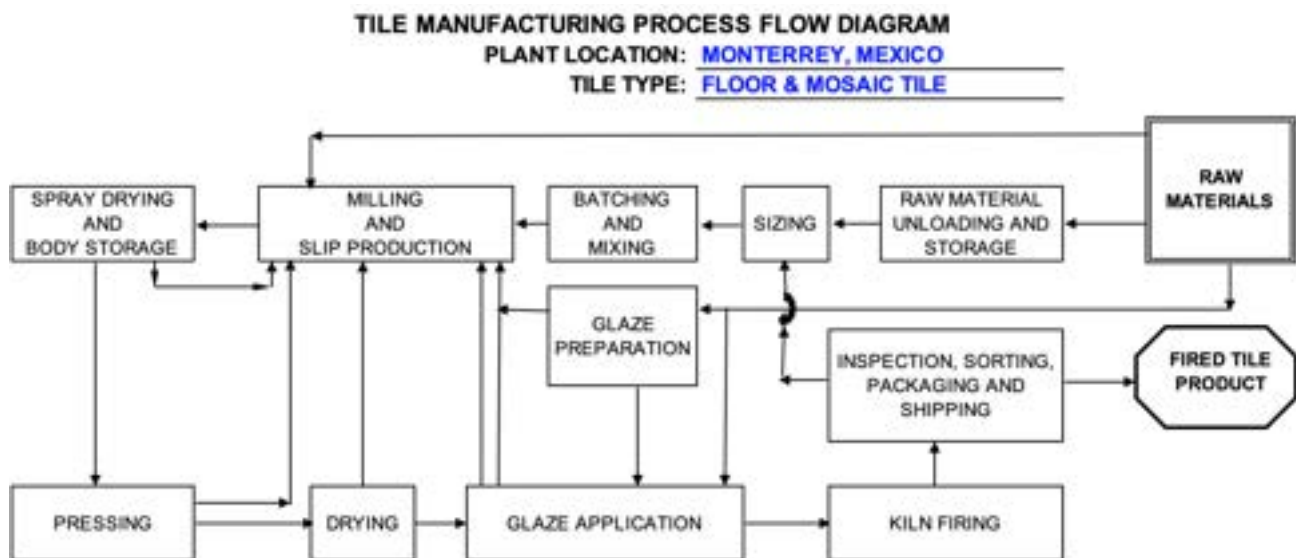 TILE MANUFACTURING PROCESS FLOW DIAGRAM
PLANT LOCATION: MONTERREY, MEXICO
TILE TYPE: FLOOR & MOSAIC TILE
RAW
MATERIALS
SPRAY DRYING
AND
BODY STORAGE
MILLING
AND
SLIP PRODUCTION
BATCHING
AND
MIXING
SIZING
RAW MATERIAL
UNLOADING AND
STORAGE
GLAZE
PREPARATION
INSPECTION, SORTING,
PACKAGING AND
SHIPPING
FIRED TILE
PRODUCT
PRESSING
DRYING
GLAZE APPLICATION
KILN FIRING